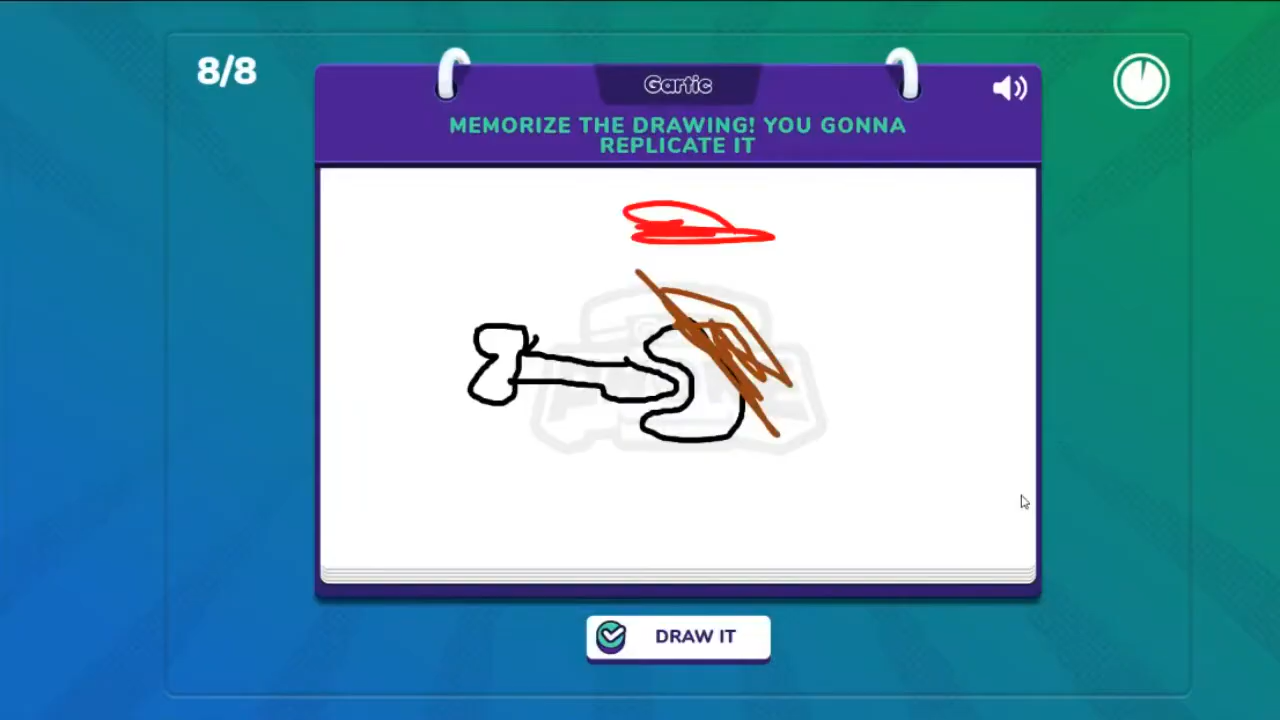 8/8
Gartic
MEMORIZE THE DRAWING! YOU GONNA
REPLICATE IT
DRAW IT